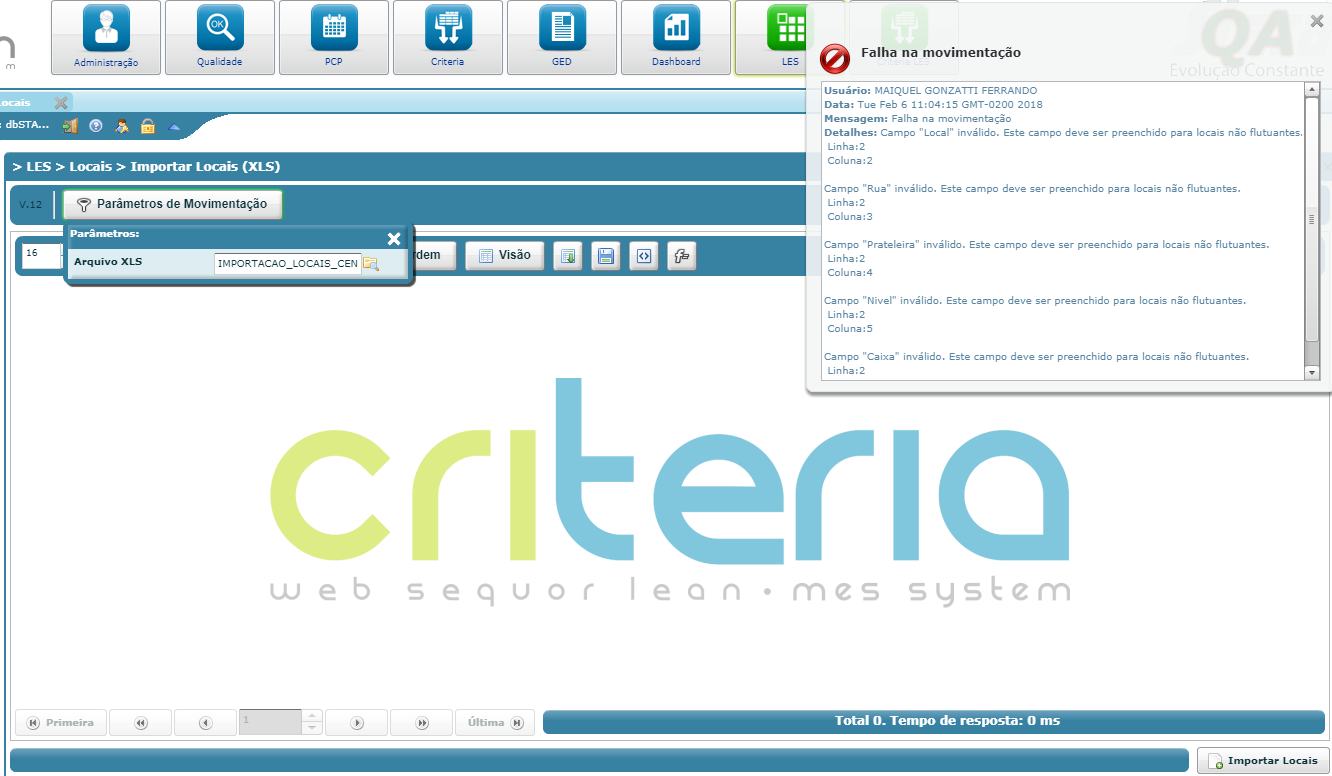 Administração
Qualidade
PCP
Criteria
GED
Dashboard
LES
Criteria LES
QA
Evolução Constante
Falha na movimentação
Usuário: MAIQUEL GONZATTI FERRANDO
Data: Tue Feb 6 11:04:15 GMT-0200 2018
Mensagem: Falha na movimentação
Detalhes: Campo "Local" inválido. Este campo deve ser preenchido para locais não flutuantes.
Linha:2
Coluna:2
Campo "Rua" inválido. Este campo deve ser preenchido para locais não flutuantes.
Linha:2
Coluna:3
Campo "Prateleira" inválido. Este campo deve ser preenchido para locais não flutuantes.
Linha:2
Coluna:4
Campo "Nivel" inválido. Este campo deve ser preenchido para locais não flutuantes.
Linha:2
Coluna:5
Campo "Caixa" inválido. Este campo deve ser preenchido para locais não flutuantes.
Linha:2
ocais
: dbSTA...
> LES > Locais > Importar Locais (XLS)
V.12
Parâmetros de Movimentação
Parâmetros:
Arquivo XLS
IMPORTACAO_LOCAIS_CEN
16
rdem
Visão
criteria
web sequor lean • mes system
Primeira
1
Última
Total 0. Tempo de resposta: 0 ms
Importar Locais